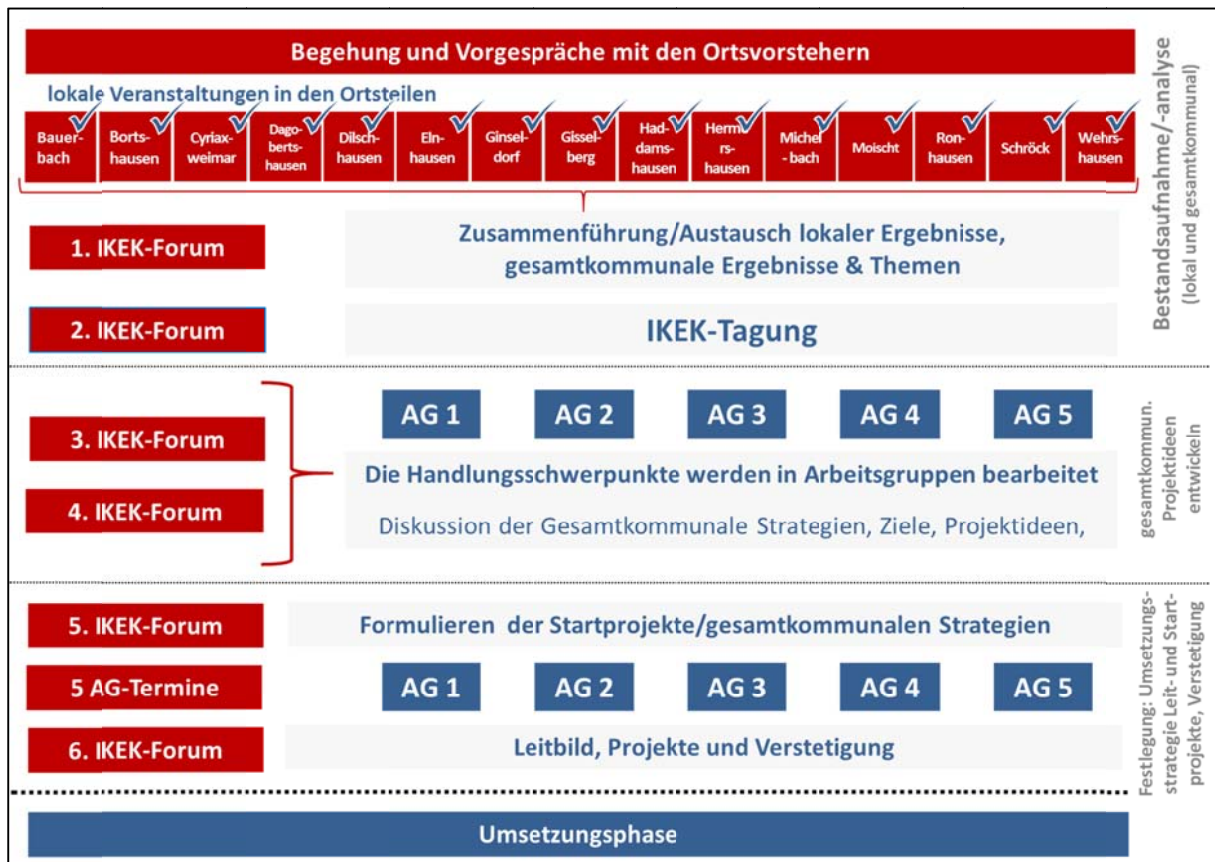 Begehung und Vorgespräche mit den Ortsvorstehern
lokale Veranstaltungen in den Ortsteilen
Bauer-
bach
Borts-
hausen
Cyriax-
weimar
Dago-
berts-
hausen
Dilsch-
hausen
Eln-
hausen
Ginsel-
dorf
Gissel-
berg
Had-
dams-
hausen
Herme
rs-
hausen
Michel
- bach
Moischt
Ron-
hausen
Schröck
Wehrs-
hausen
Bestandsaufnahme/-analyse
(lokal und gesamtkommunal)
1. IKEK-Forum
Zusammenführung/Austausch lokaler Ergebnisse,
gesamtkommunale Ergebnisse & Themen
2. IKEK-Forum
IKEK-Tagung
3. IKEK-Forum
4. IKEK-Forum
AG 1
AG 2
AG 3
AG 4
AG 5
Die Handlungsschwerpunkte werden in Arbeitsgruppen bearbeitet
Diskussion der Gesamtkommunale Strategien, Ziele, Projektideen,
gesamtkommun.
Projektideen
entwickeln
5. IKEK-Forum
Formulieren der Startprojekte/gesamtkommunalen Strategien
5 AG-Termine
AG 1
AG 2
AG 3
AG 4
AG 5
6. IKEK-Forum
Leitbild, Projekte und Verstetigung
Festlegung: Umsetzungs-
strategie Leit- und Start-
projekte, Verstetigung
Umsetzungsphase